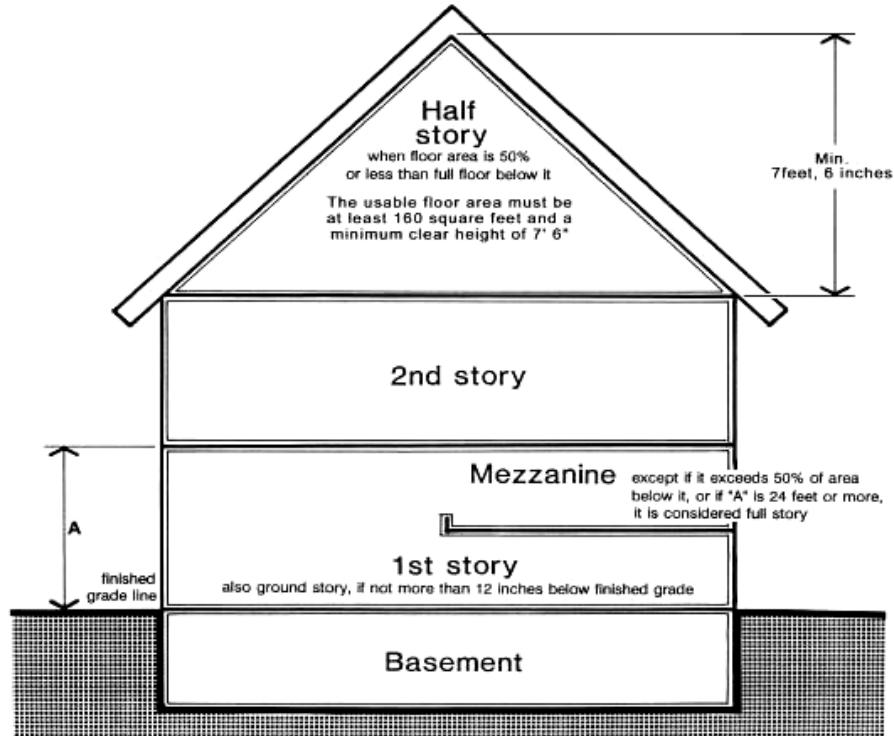 Half
story
when floor area is 50%
or less than full floor below it
The usable floor area must be
at least 160 square feet and a
minimum clear height of 7' 6"
Min.
7feet, 6 inches
2nd story
Mezzanine
except if it exceeds 50% of area
below it, or if "A" is 24 feet or more,
it is considered full story
A
1st story
also ground story, if not more than 12 inches below finished grade
finished
grade line
Basement